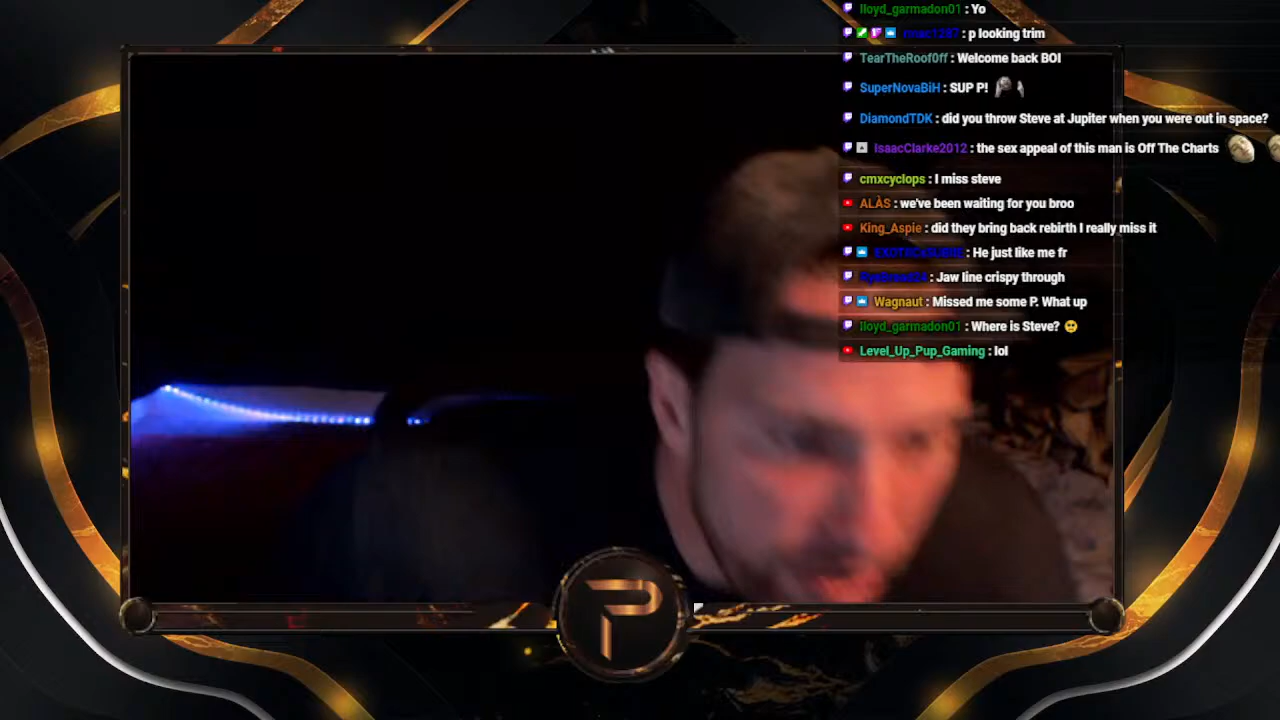 lloyd_garmadon01 : Yo
: p looking trim
TearTheRoof0ff : Welcome back BOI
SuperNovaBiH : SUP P!
DiamondTDK : did you throw Steve at Jupiter when you were out in space?
IsaacClarke2012 : the sex appeal of this man is Off The Charts
cmxcyclops : I miss steve
ALÀS : we've been waiting for you broo
King_Aspie : did they bring back rebirth I really miss it
: He just like me fr
: Jaw line crispy through
Wagnaut : Missed me some P. What up
lloyd_garmadon01 : Where is Steve? 🥺
Level_Up_Pup_Gaming : lol
P